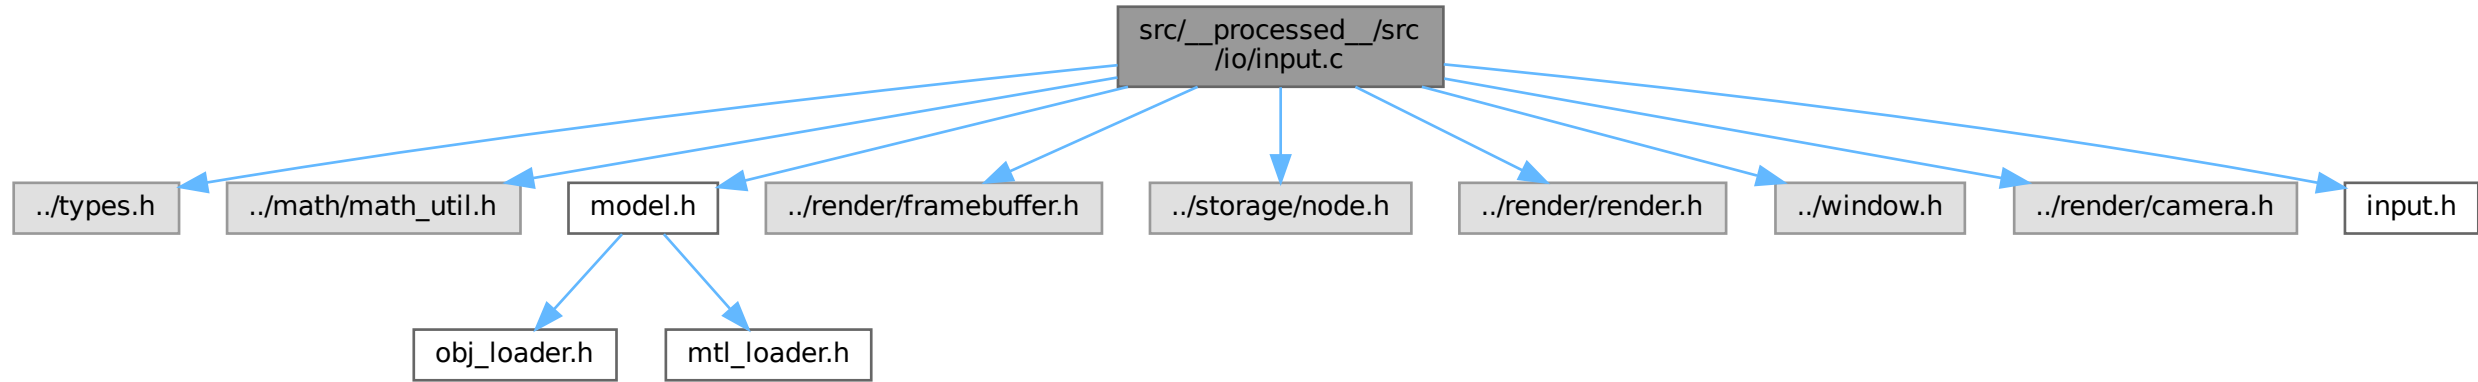 src/__processed__/src
/io/input.c
../types.h
../math/math_util.h
model.h
../render/framebuffer.h
../storage/node.h
../render/render.h
../window.h
../render/camera.h
input.h
obj_loader.h
mtl_loader.h